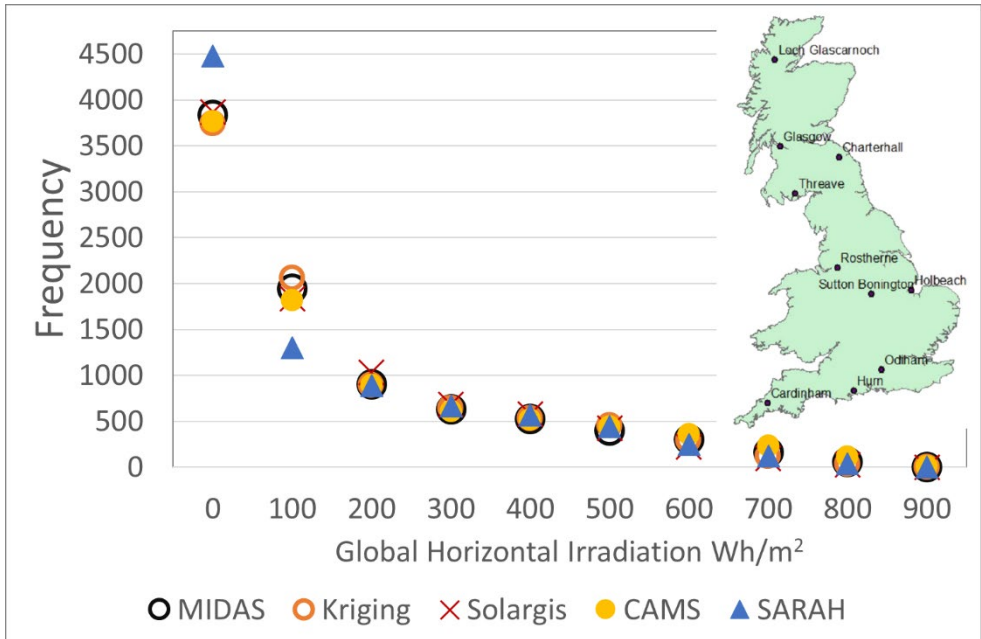 4500
4000
3500
3000
2500
2000
1500
1000
500
0
Frequency
0 100 200 300 400 500 600 700 800 900
Global Horizontal Irradiation Wh/m²
MIDAS Kriging Solargis CAMS SARAH
Loch Glascarnoch
Glasgow
Charterhall
Threave
Rostherne
Sutton Bonington
Holbeach
Odiham
Hurn
Cardinham